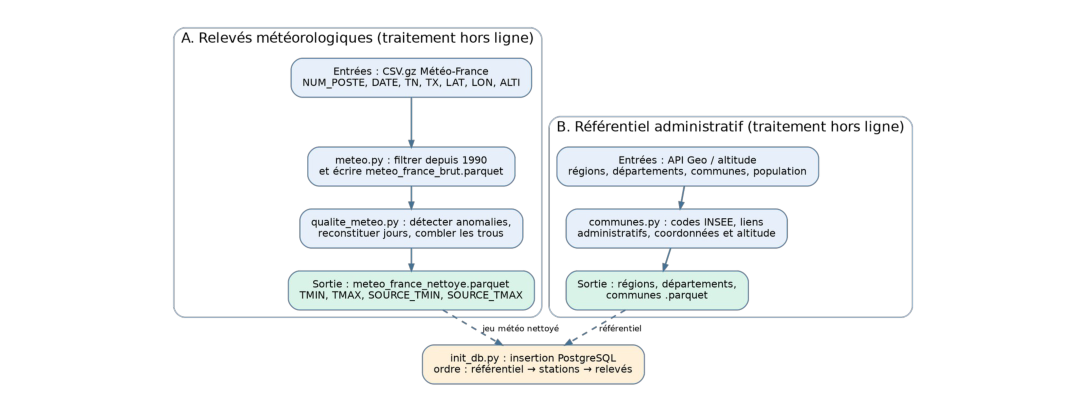 A. Relevés météorologiques (traitement hors ligne)
Entrées : CSV.gz Météo-France
NUM_POSTE, DATE, TN, TX, LAT, LON, ALTI
meteo.py : filtrer depuis 1990
et écrire meteo_france_brut.parquet
qualite_meteo.py : détecter anomalies,
reconstituer jours, combler les trous
Sortie : meteo_france_nettoye.parquet
TMIN, TMAX, SOURCE_TMIN, SOURCE_TMAX
B. Référentiel administratif (traitement hors ligne)
Entrées : API Geo / altitude
régions, départements, communes, population
communes.py : codes INSEE, liens
administratifs, coordonnées et altitude
Sortie : régions, départements,
communes .parquet
jeu météo nettoyé
référentiel
init_db.py : insertion PostgreSQL
ordre : référentiel → stations → relevés